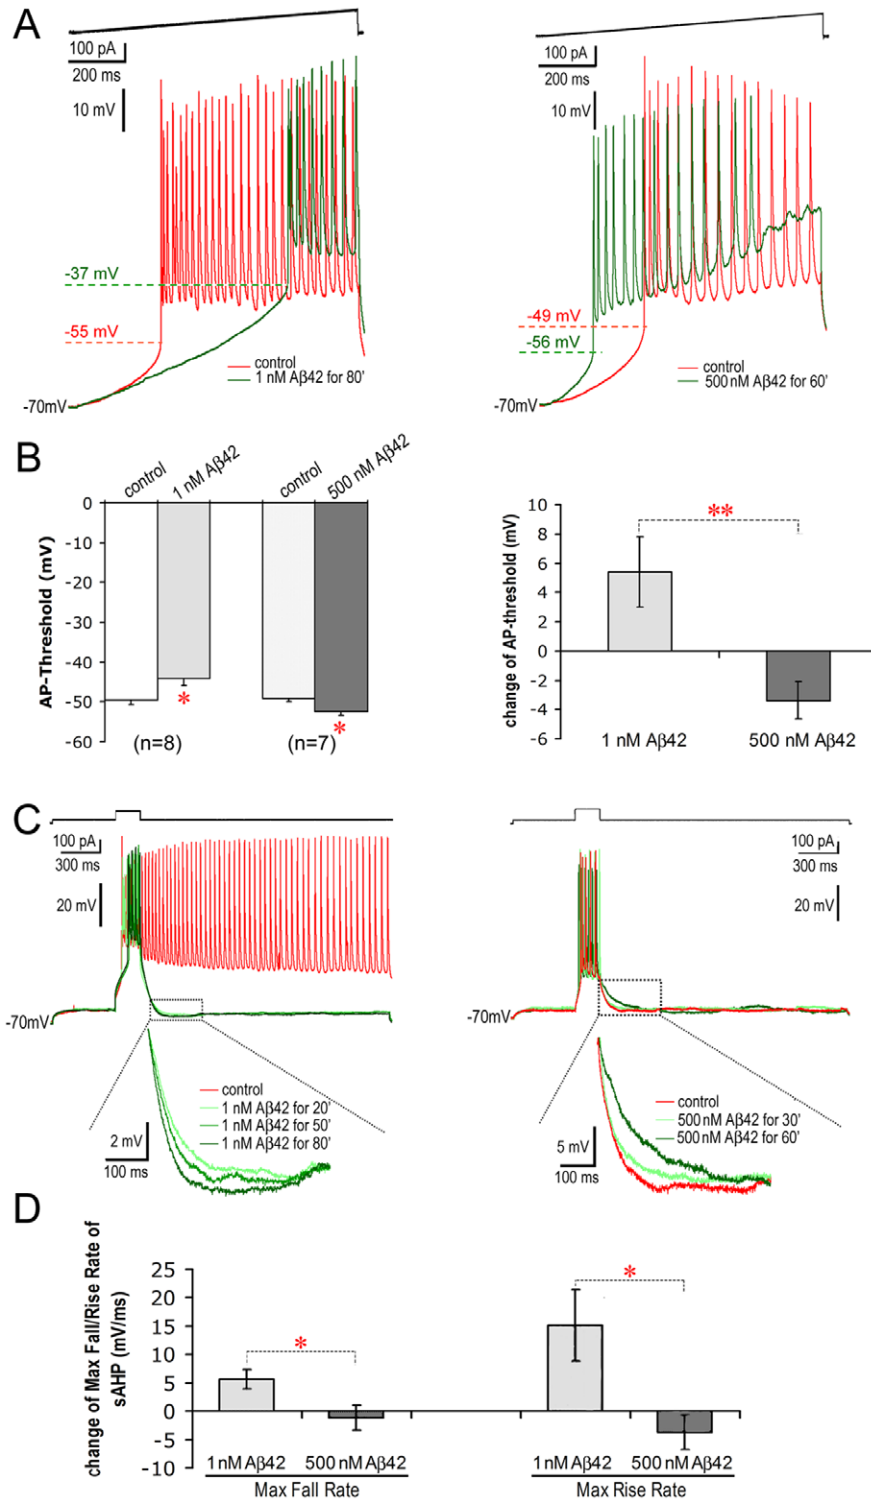 A
100 pA
200 ms
10 mV
-37 mV
-55 mV
control
1 nM Aβ42 for 80'
-70mV
100 pA
200 ms
10 mV
-49 mV
-56 mV
control
500 nM Aβ42 for 60'
-70mV
B
control
1 nM Aβ42
control
500 nM Aβ42
AP-Threshold (mV)
0
-10
-20
-30
-40
-50
-60
*
*
(n=8)
(n=7)
change of AP-threshold (mV)
10
8
6
4
2
0
-2
-4
-6
**
1 nM Aβ42
500 nM Aβ42
C
100 pA
300 ms
20 mV
-70mV
control
1 nM Aβ42 for 20'
1 nM Aβ42 for 50'
1 nM Aβ42 for 80'
2 mV
100 ms
100 pA
300 ms
20 mV
-70mV
control
500 nM Aβ42 for 30'
500 nM Aβ42 for 60'
5 mV
100 ms
D
change of Max Fall/Rise Rate of
sAHP (mV/ms)
25
20
15
10
5
0
-5
-10
*
*
1 nM Aβ42
500 nM Aβ42
Max Fall Rate
1 nM Aβ42
500 nM Aβ42
Max Rise Rate